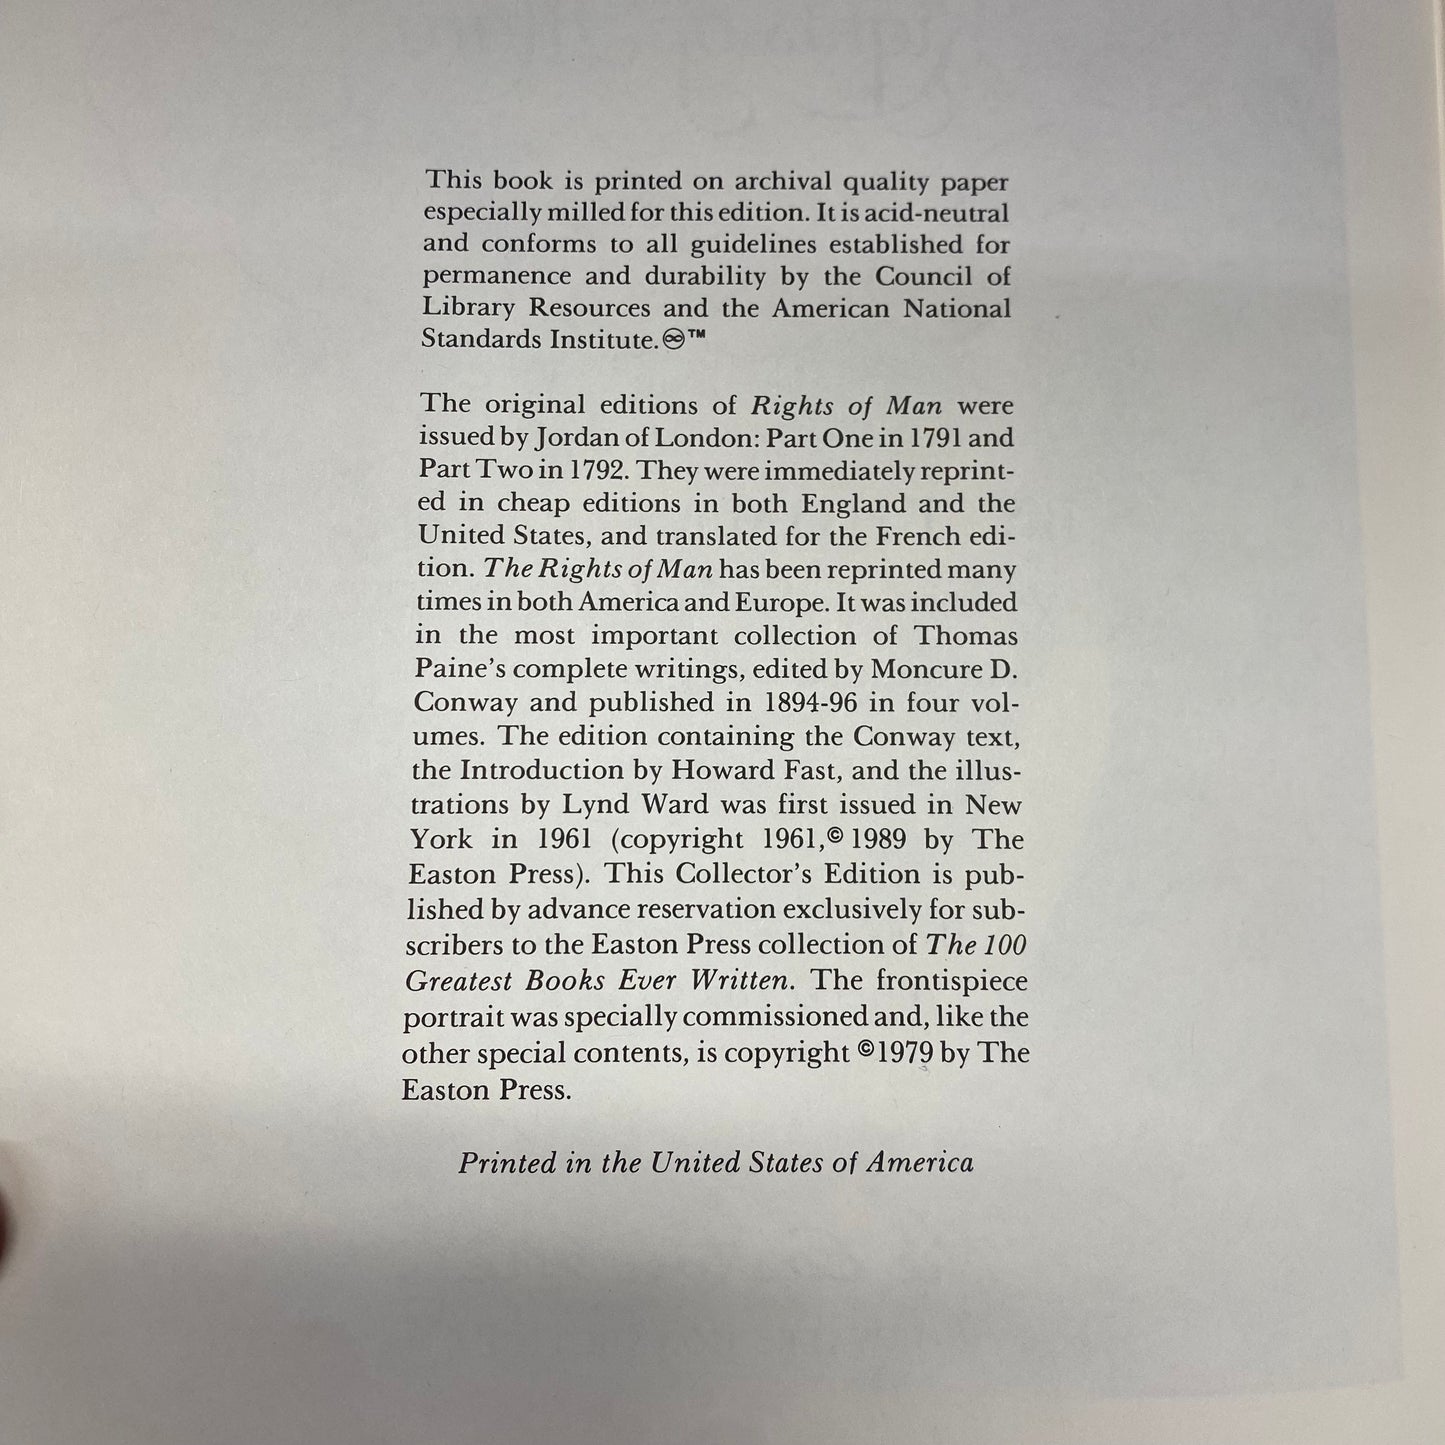 This book is printed on archival quality paper
especially milled for this edition. It is acid-neutral
and conforms to all guidelines established for
permanence and durability by the Council of
Library Resources and the American National
Standards Institute.♾™
The original editions of Rights of Man were
issued by Jordan of London: Part One in 1791 and
Part Two in 1792. They were immediately reprint-
ed in cheap editions in both England and the
United States, and translated for the French edi-
tion. The Rights of Man has been reprinted many
times in both America and Europe. It was included
in the most important collection of Thomas
Paine's complete writings, edited by Moncure D.
Conway and published in 1894-96 in four vol-
umes. The edition containing the Conway text,
the Introduction by Howard Fast, and the illus-
trations by Lynd Ward was first issued in New
York in 1961 (copyright 1961,© 1989 by The
Easton Press). This Collector's Edition is pub-
lished by advance reservation exclusively for sub-
scribers to the Easton Press collection of The 100
Greatest Books Ever Written. The frontispiece
portrait was specially commissioned and, like the
other special contents, is copyright ©1979 by The
Easton Press.
Printed in the United States of America